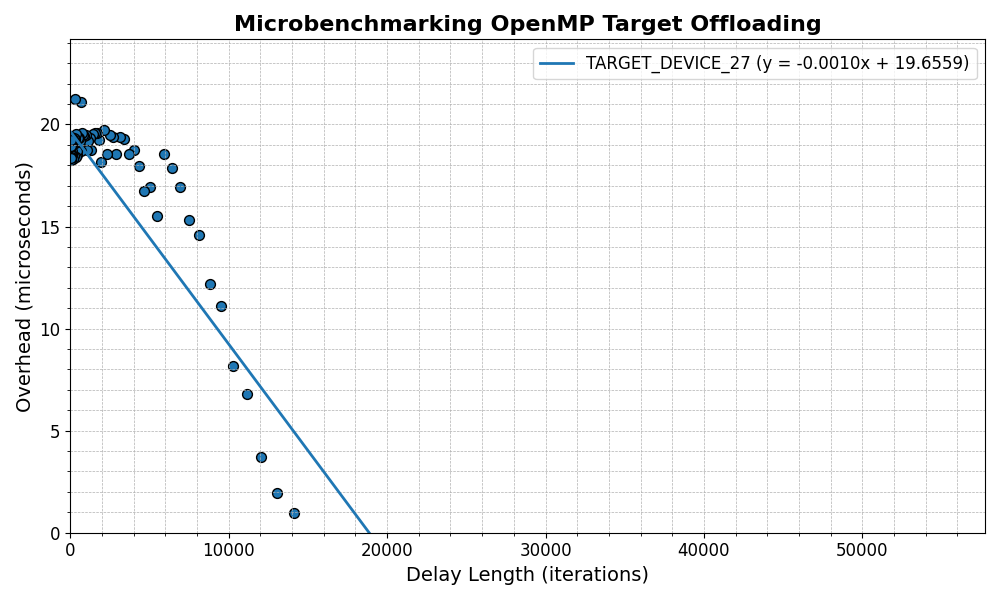 Microbenchmarking OpenMP Target Offloading
TARGET_DEVICE_27 (y = -0.0010x + 19.6559)
Overhead (microseconds)
20
15
10
5
0
0 10000 20000 30000 40000 50000
Delay Length (iterations)